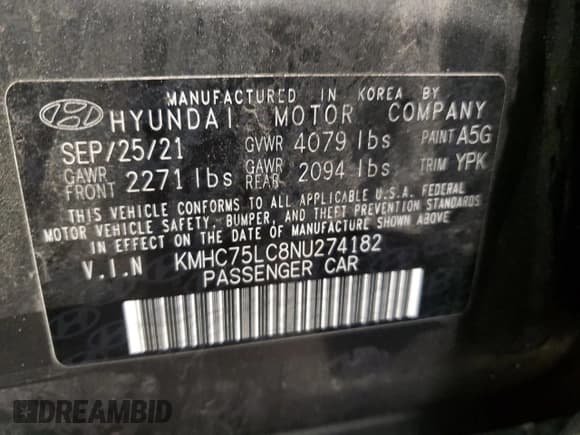 MANUFACTURED IN KOREA BY
HYUNDAI MOTOR COMPANY
SEP/25/21 GVWR 4079 lbs PAINT A5G
GAWR FRONT 2271 lbs GAWR REAR 2094 lbs TRIM YPK
THIS VEHICLE CONFORMS TO ALL APPLICABLE U.S.A. FEDERAL
MOTOR VEHICLE SAFETY, BUMPER, AND THEFT PREVENTION STANDARDS
IN EFFECT ON THE DATE OF MANUFACTURE SHOWN ABOVE
V.I.N KMHC75LC8NU274182
PASSENGER CAR
DREAMBID